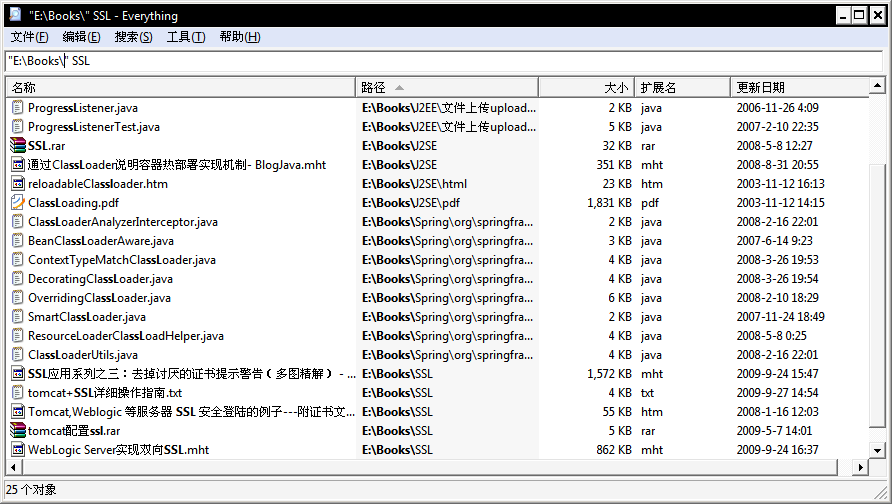 "E:\Books\" SSL - Everything
文件(F) 编辑(E) 搜索(S) 工具(T) 帮助(H)
"E:\Books\" SSL
名称 路径 大小 扩展名 更新日期
ProgressListener.java E:\Books\J2EE\文件上传upload... 2 KB java 2006-11-26 4:09
ProgressListenerTest.java E:\Books\J2EE\文件上传upload... 5 KB java 2007-2-10 22:35
SSL.rar E:\Books\J2SE 32 KB rar 2008-5-8 12:27
通过ClassLoader说明容器热部署实现机制- BlogJava.mht E:\Books\J2SE 351 KB mht 2008-8-31 20:55
reloadableClassloader.htm E:\Books\J2SE\html 23 KB htm 2003-11-12 16:13
ClassLoading.pdf E:\Books\J2SE\pdf 1,831 KB pdf 2003-11-12 14:15
ClassLoaderAnalyzerInterceptor.java E:\Books\Spring\org\springfra... 2 KB java 2008-2-16 22:01
BeanClassLoaderAware.java E:\Books\Spring\org\springfra... 3 KB java 2007-6-14 9:23
ContextTypeMatchClassLoader.java E:\Books\Spring\org\springfra... 4 KB java 2008-3-26 19:53
DecoratingClassLoader.java E:\Books\Spring\org\springfra... 4 KB java 2008-3-26 19:54
OverridingClassLoader.java E:\Books\Spring\org\springfra... 6 KB java 2008-2-10 18:29
SmartClassLoader.java E:\Books\Spring\org\springfra... 2 KB java 2007-11-24 18:49
ResourceLoaderClassLoadHelper.java E:\Books\Spring\org\springfra... 4 KB java 2008-5-8 0:25
ClassLoaderUtils.java E:\Books\Spring\org\springfra... 4 KB java 2008-2-16 22:01
SSL应用系列之三：去掉讨厌的证书提示警告（多图精解） - ... E:\Books\SSL 1,572 KB mht 2009-9-24 15:47
tomcat+SSL详细操作指南.txt E:\Books\SSL 4 KB txt 2009-9-27 14:54
Tomcat,Weblogic 等服务器 SSL 安全登陆的例子---附证书文... E:\Books\SSL 55 KB htm 2008-1-16 12:03
tomcat配置ssl.rar E:\Books\SSL 5 KB rar 2009-5-7 14:01
WebLogic Server实现双向SSL.mht E:\Books\SSL 862 KB mht 2009-9-24 16:37
25 个对象